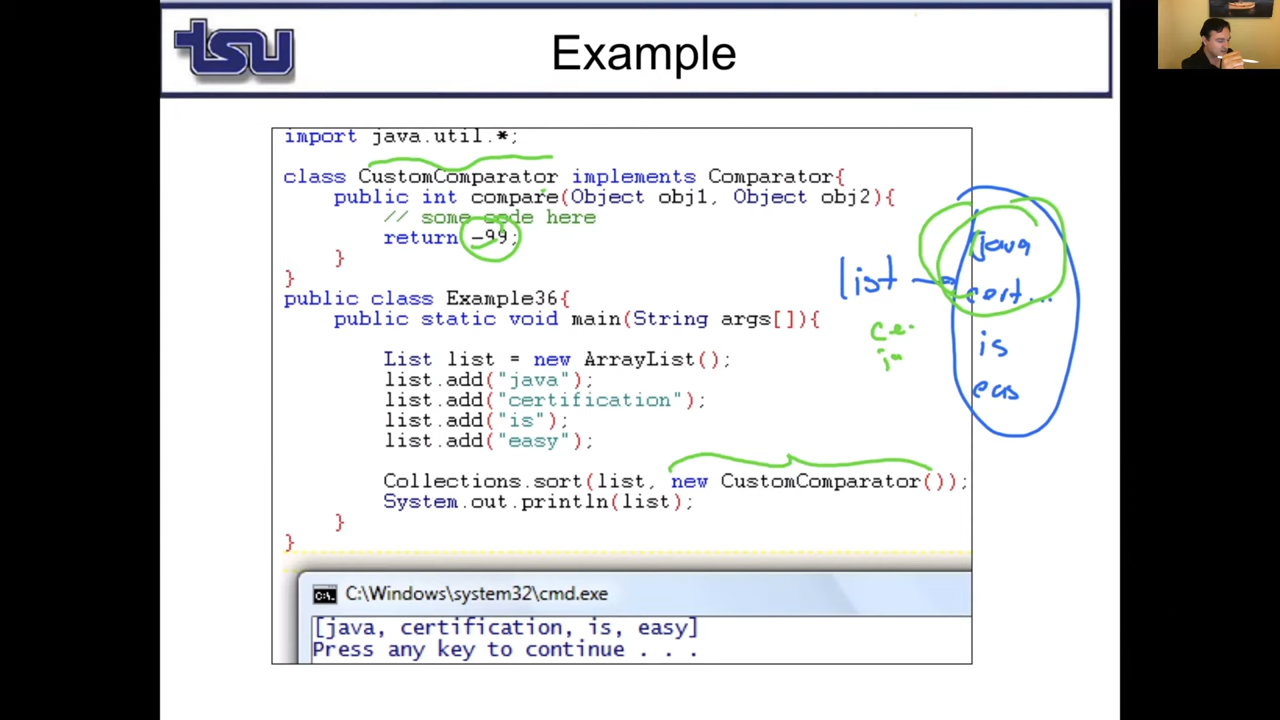 tsu
Example
import java.util.*;
class CustomComparator implements Comparator{
public int compare(Object obj1, Object obj2){
// some code here
return -99;
}
}
public class Example36{
public static void main(String args[]){
List list = new ArrayList();
list.add("java");
list.add("certification");
list.add("is");
list.add("easy");
Collections.sort(list, new CustomComparator());
System.out.println(list);
}
}
C:\Windows\system32\cmd.exe
[java, certification, is, easy]
Press any key to continue . . .
list
java
cert...
is
eas
ce.